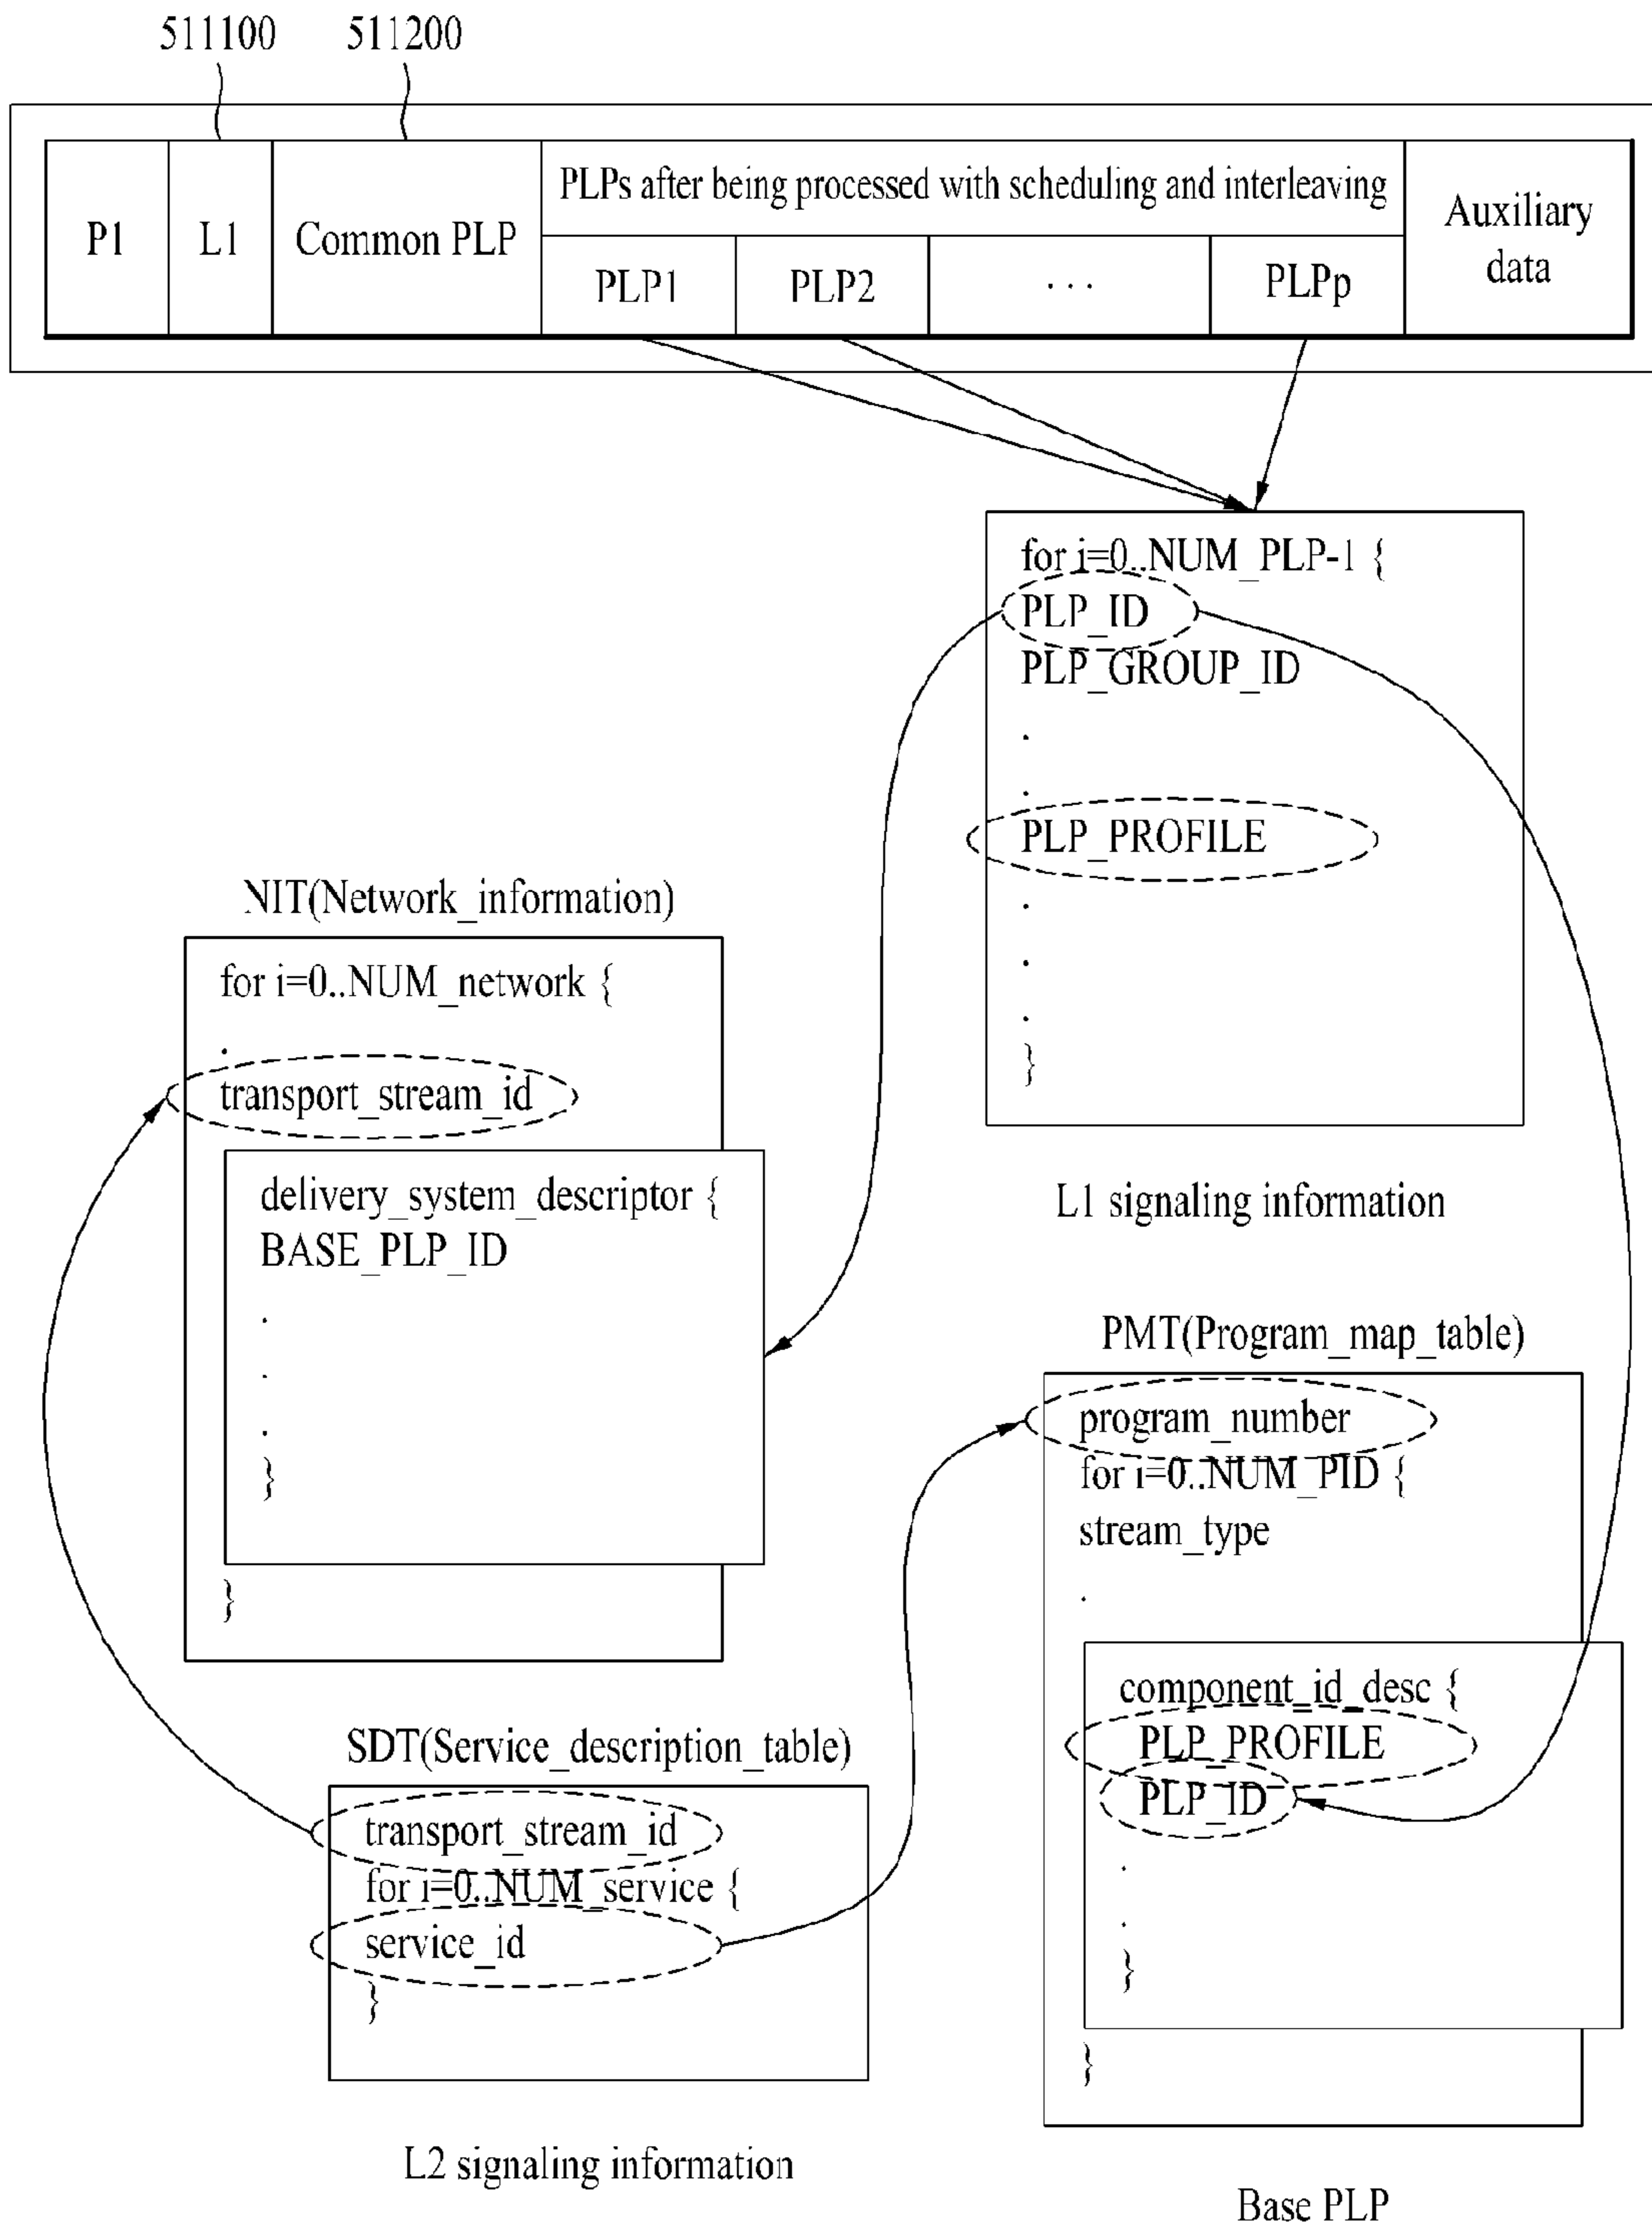 511100 511200
P1
L1
Common PLP
PLPs after being processed with scheduling and interleaving
PLP1
PLP2
. . .
PLPp
Auxiliary
data
for i=0..NUM_PLP-1 {
PLP_ID
PLP_GROUP_ID
.
.
PLP_PROFILE
.
.
.
}
L1 signaling information
NIT(Network_information)
for i=0..NUM_network {
.
transport_stream_id
delivery_system_descriptor {
BASE_PLP_ID
.
.
.
}
}
PMT(Program_map_table)
program_number
for i=0..NUM_PID {
stream_type
.
component_id_desc {
PLP_PROFILE
PLP_ID
.
.
}
}
Base PLP
SDT(Service_description_table)
transport_stream_id
for i=0..NUM_service {
service_id
}
L2 signaling information